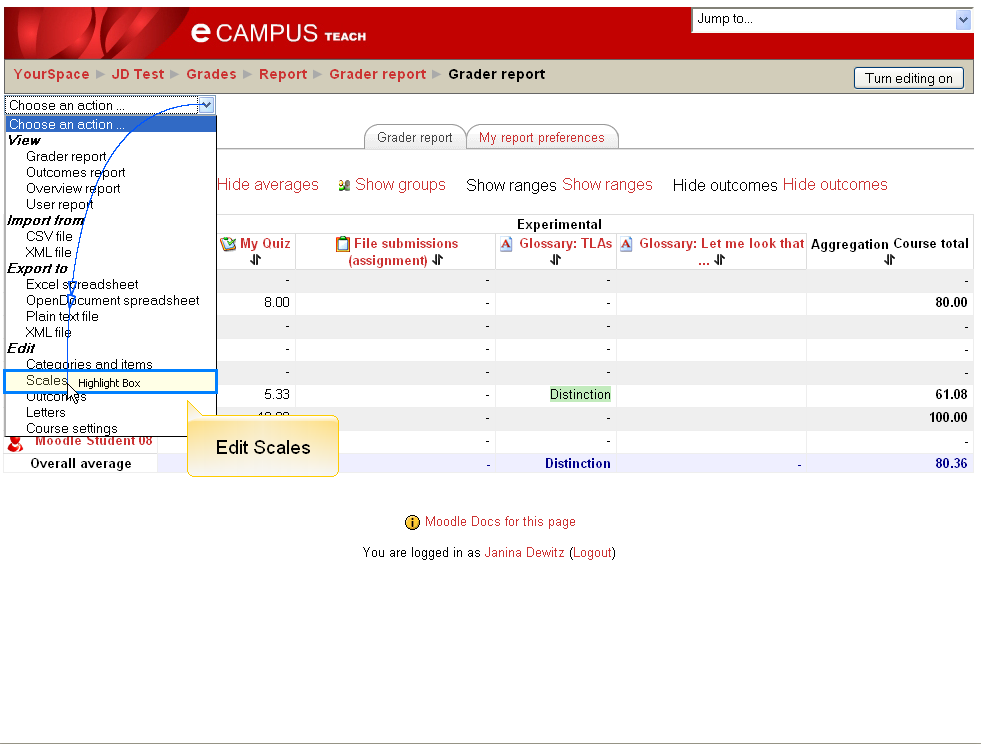 e CAMPUS TEACH
Jump to...
YourSpace ► JD Test ► Grades ► Report ► Grader report ► Grader report
Turn editing on
Choose an action ...
Choose an action ...
View
Grader report
Outcomes report
Overview report
User report
Import from
CSV file
XML file
Export to
Excel spreadsheet
OpenDocument spreadsheet
Plain text file
XML file
Edit
Categories and items
Scales
Highlight Box
Outcomes
Letters
Course settings
Edit Scales
Grader report
My report preferences
Hide averages Show groups Show ranges Show ranges Hide outcomes Hide outcomes
Experimental
My Quiz
File submissions
(assignment)
Glossary: TLAs
Glossary: Let me look that
...
Aggregation Course total
- - - -
8.00 - - 80.00
- - - -
- - - -
- - - -
5.33 - Distinction 61.08
10.00 - - 100.00
Moodle Student 08 - - - -
Overall average - Distinction - 80.36
Moodle Docs for this page
You are logged in as Janina Dewitz (Logout)